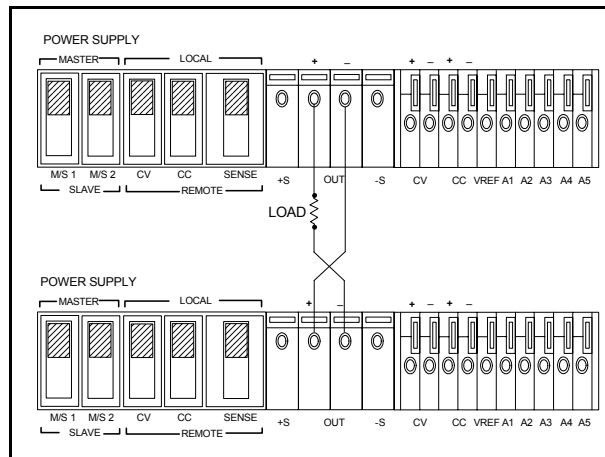 POWER SUPPLY
MASTER LOCAL + – + – + –
M/S 1 M/S 2 CV CC SENSE +S OUT -S CV CC VREF A1 A2 A3 A4 A5
SLAVE REMOTE
LOAD
POWER SUPPLY
MASTER LOCAL + – + – + –
M/S 1 M/S 2 CV CC SENSE +S OUT -S CV CC VREF A1 A2 A3 A4 A5
SLAVE REMOTE